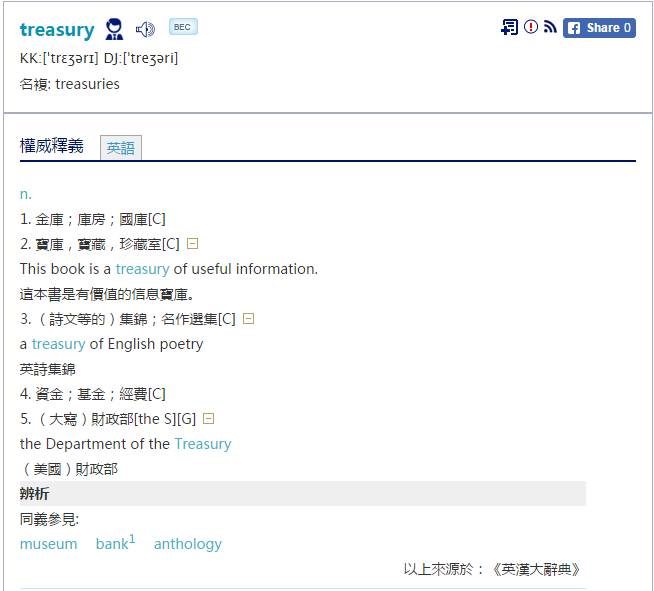 treasury BEC Share 0
KK:[ˈtrɛʒərɪ] DJ:[ˈtreʒəri]
名複: treasuries
權威釋義 英語
n.
1. 金庫；庫房；國庫[C]
2. 寶庫，寶藏，珍藏室[C]
This book is a treasury of useful information.
這本書是有價值的信息寶庫。
3. （詩文等的）集錦；名作選集[C]
a treasury of English poetry
英詩集錦
4. 資金；基金；經費[C]
5. （大寫）財政部[the S][G]
the Department of the Treasury
（美國）財政部
辨析
同義參見:
museum bank1 anthology
以上來源於：《英漢大辭典》